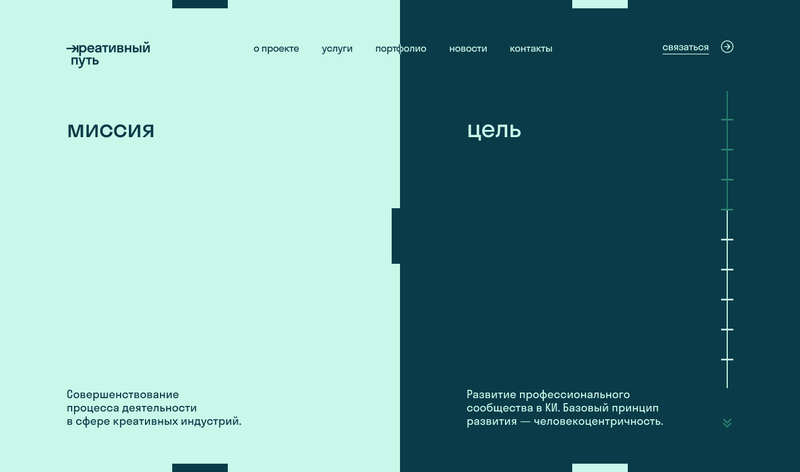 креативный
путь
о проекте
услуги
портфолио
новости
контакты
связаться
миссия
цель
Совершенствование
процесса деятельности
в сфере креативных индустрий.
Развитие профессионального
сообщества в КИ. Базовый принцип
развития — человекоцентричность.